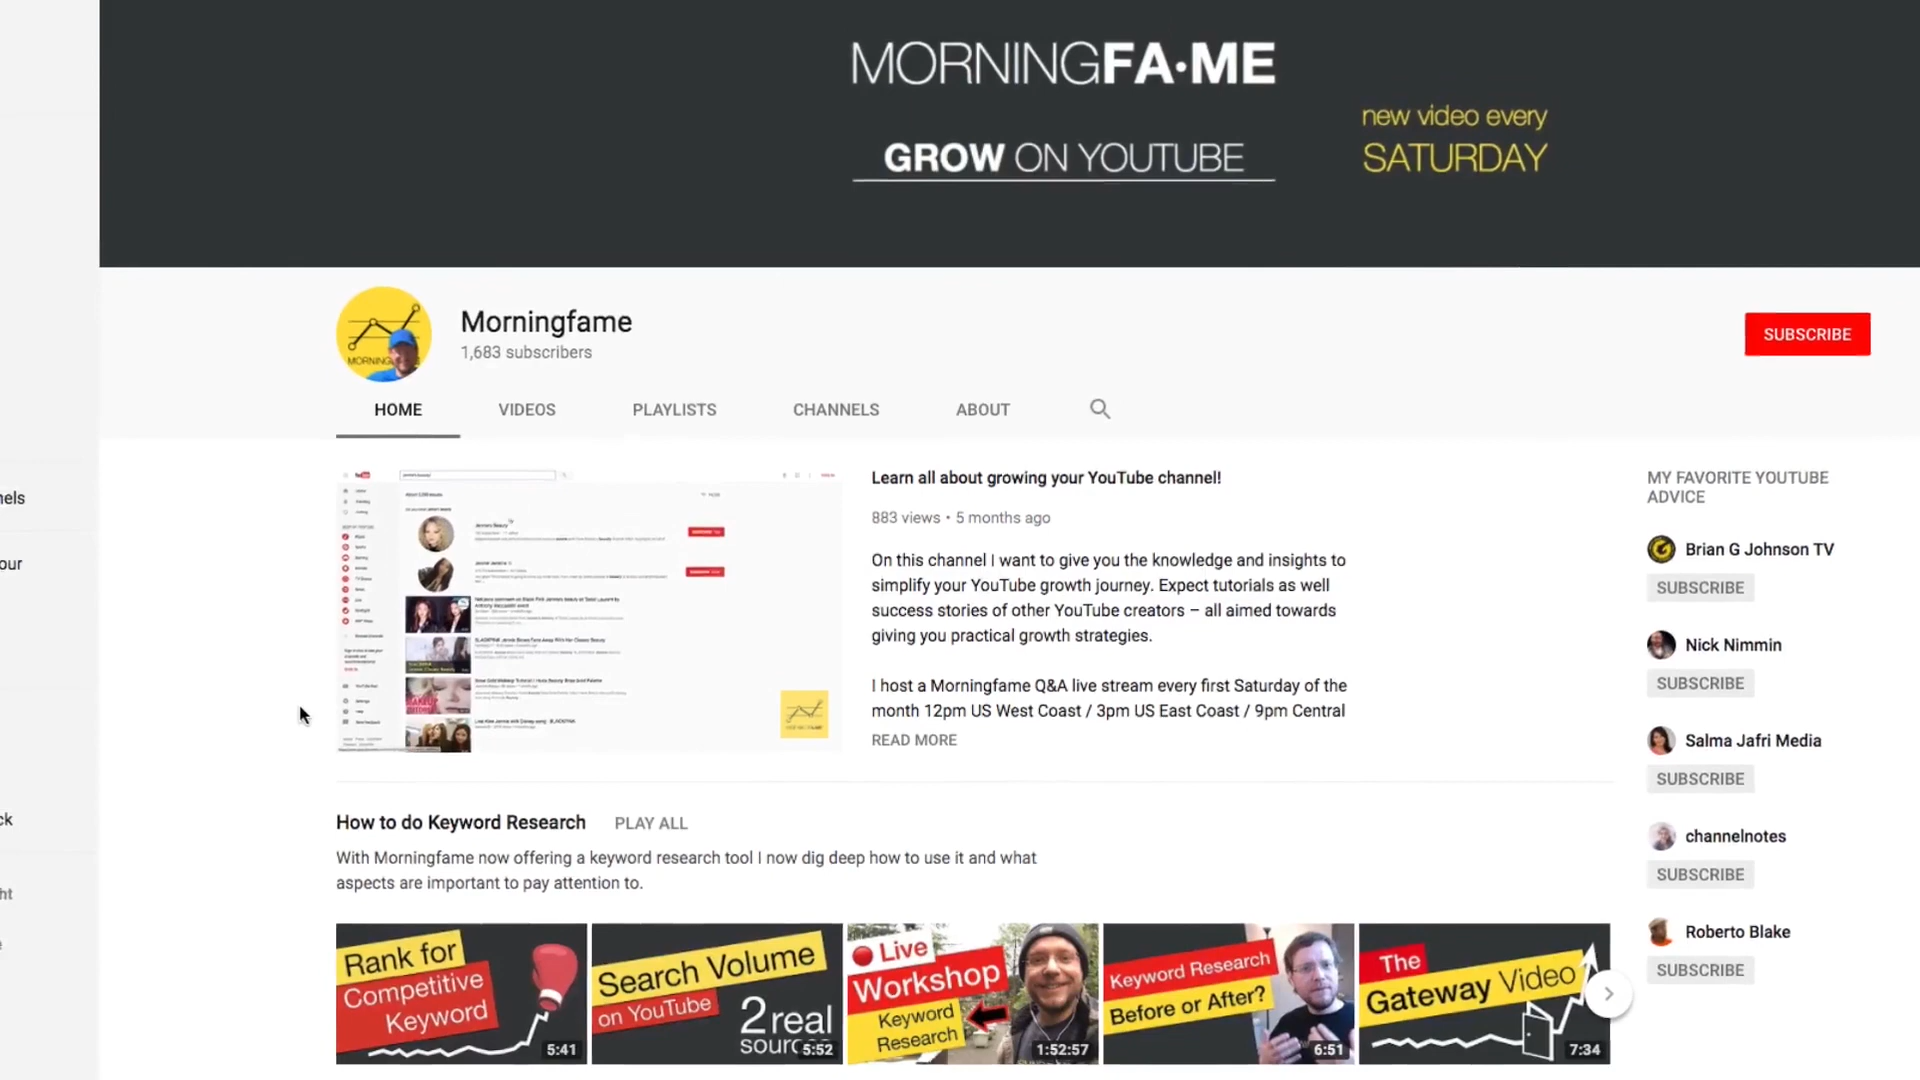 MORNINGFA·ME
GROW ON YOUTUBE
new video every
SATURDAY
Morningfame
1,683 subscribers
SUBSCRIBE
HOME
VIDEOS
PLAYLISTS
CHANNELS
ABOUT
nels
our
ck
ht
e
Learn all about growing your YouTube channel!
883 views • 5 months ago
On this channel I want to give you the knowledge and insights to
simplify your YouTube growth journey. Expect tutorials as well
success stories of other YouTube creators – all aimed towards
giving you practical growth strategies.
I host a Morningfame Q&A live stream every first Saturday of the
month 12pm US West Coast / 3pm US East Coast / 9pm Central
READ MORE
MY FAVORITE YOUTUBE
ADVICE
Brian G Johnson TV
SUBSCRIBE
Nick Nimmin
SUBSCRIBE
Salma Jafri Media
SUBSCRIBE
channelnotes
SUBSCRIBE
Roberto Blake
SUBSCRIBE
How to do Keyword Research
PLAY ALL
With Morningfame now offering a keyword research tool I now dig deep how to use it and what
aspects are important to pay attention to.
Rank for
Competitive
Keyword
5:41
Search Volume
on YouTube
2 real
5:52
Live
Workshop
Keyword
Research
1:52:57
Keyword Research
Before or After?
6:51
The
Gateway Video
7:34